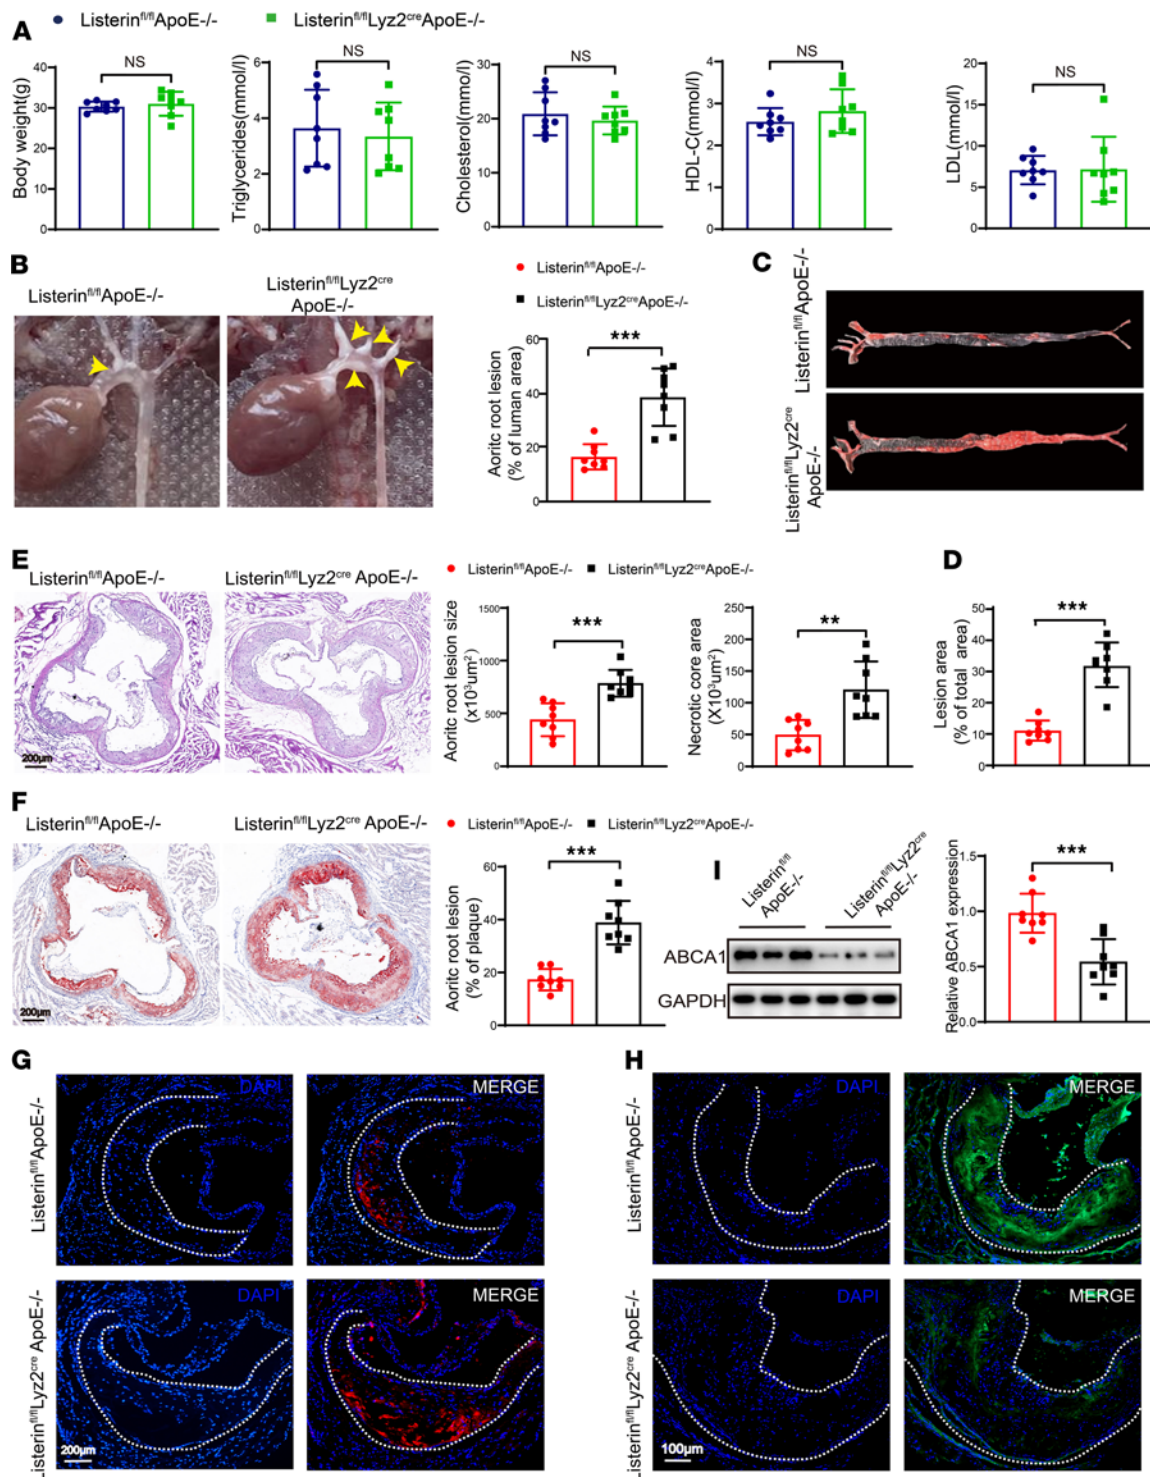 Listerinfl/flApoE-/-
Listerinfl/flLyz2creApoE-/-
A
NS
Body weight(g)
40
30
20
10
0
NS
Triglycerides(mmol/l)
6
4
2
0
NS
Cholesterol(mmo/l)
30
20
10
0
NS
HDL-C(mmol/l)
4
3
2
1
0
NS
LDL(mmol/l)
20
15
10
5
0
B
Listerinfl/flApoE-/-
Listerinfl/flLyz2cre
ApoE-/-
Listerinfl/flApoE-/-
Listerinfl/flLyz2creApoE-/-
***
Aoritc root lesion
(% of luman area)
60
40
20
0
C
Listerinfl/flApoE-/-
Listerinfl/flLyz2cre
ApoE-/-
E
Listerinfl/flApoE-/-
Listerinfl/flLyz2cre ApoE-/-
200µm
Listerinfl/flApoE-/-
Listerinfl/flLyz2creApoE-/-
***
Aoritc root lesion size
(x10³um²)
1500
1000
500
0
**
Necrotic core area
(X10³um²)
250
200
150
100
50
0
D
***
Lesion area
(% of total area)
50
40
30
20
10
0
F
Listerinfl/flApoE-/-
Listerinfl/flLyz2cre ApoE-/-
200µm
Listerinfl/flApoE-/-
Listerinfl/flLyz2creApoE-/-
***
Aoritc root lesion
(% of plaque)
60
40
20
0
I
Listerinfl/fl
ApoE-/-
Listerinfl/flLyz2cre
ApoE-/-
ABCA1
GAPDH
***
Relative ABCA1 expression
1.5
1.0
0.5
0.0
G
Listerinfl/flApoE-/-
DAPI
MERGE
Listerinfl/flLyz2cre ApoE-/-
DAPI
MERGE
200µm
H
Listerinfl/flApoE-/-
DAPI
MERGE
Listerinfl/flLyz2cre ApoE-/-
DAPI
MERGE
100µm